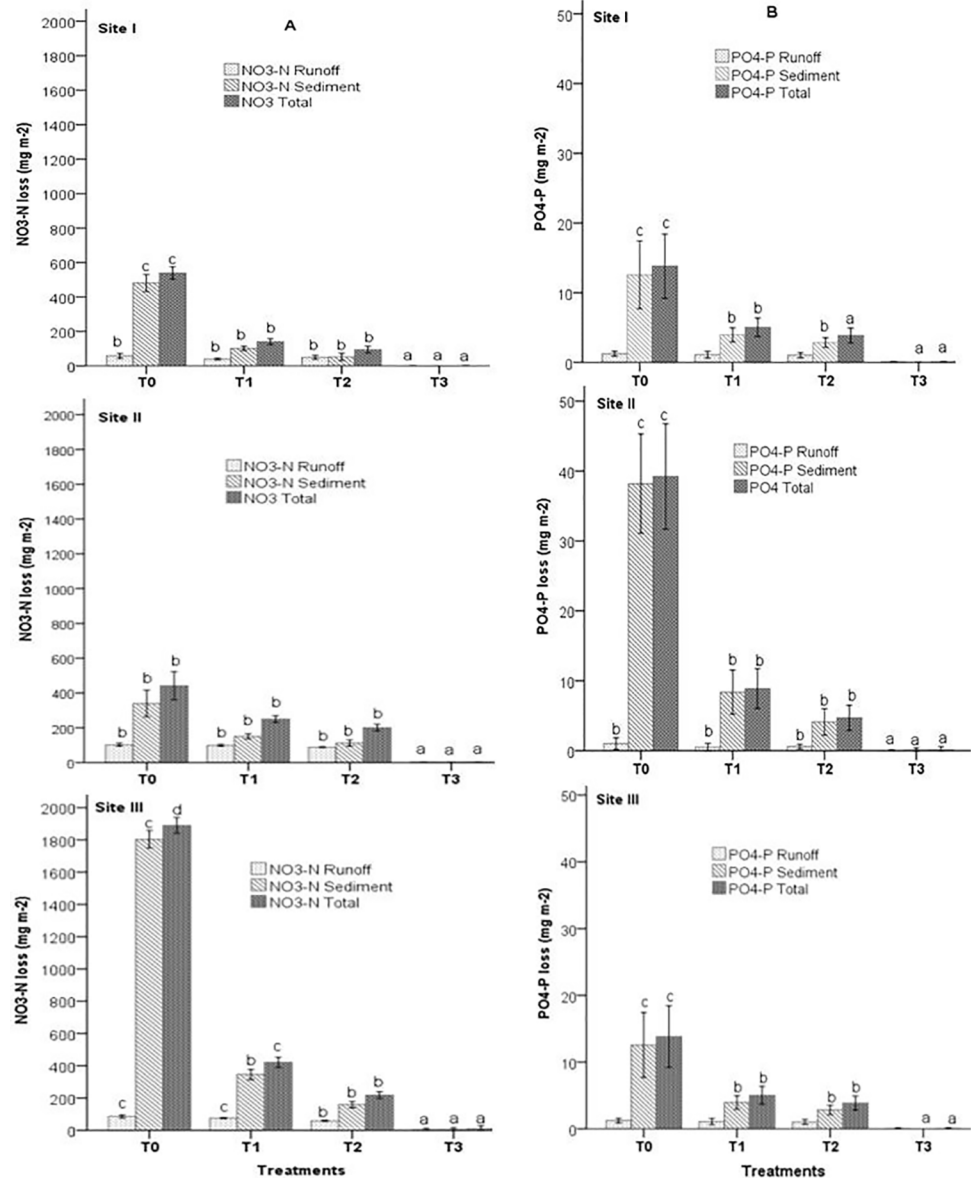 Site I
A
NO3-N Runoff
NO3-N Sediment
NO3 Total
NO3-N loss (mg m-2)
2000
1800
1600
1400
1200
1000
800
600
400
200
0
b c c
b b b
b b b
a a a
T0 T1 T2 T3
Site I
B
PO4-P Runoff
PO4-P Sediment
PO4-P Total
PO4-P (mg m-2)
50
40
30
20
10
0
c c
b b
b a
a a
T0 T1 T2 T3
Site II
NO3-N Runoff
NO3-N Sediment
NO3 Total
NO3-N loss (mg m-2)
2000
1800
1600
1400
1200
1000
800
600
400
200
0
b b b
b b b
b b b
a a a
T0 T1 T2 T3
Site II
PO4-P Runoff
PO4-P Sediment
PO4 Total
PO4-P loss (mg m-2)
50
40
30
20
10
0
b c c
b b b
b b b
a a a
T0 T1 T2 T3
Site III
NO3-N Runoff
NO3-N Sediment
NO3-N Total
NO3-N loss (mg m-2)
2000
1800
1600
1400
1200
1000
800
600
400
200
0
c c d
c b c
b b b
a a a
T0 T1 T2 T3
Treatments
Site III
PO4-P Runoff
PO4-P Sediment
PO4-P Total
PO4-P loss (mg m-2)
50
40
30
20
10
0
c c
b b
b b
a a
T0 T1 T2 T3
Treatments